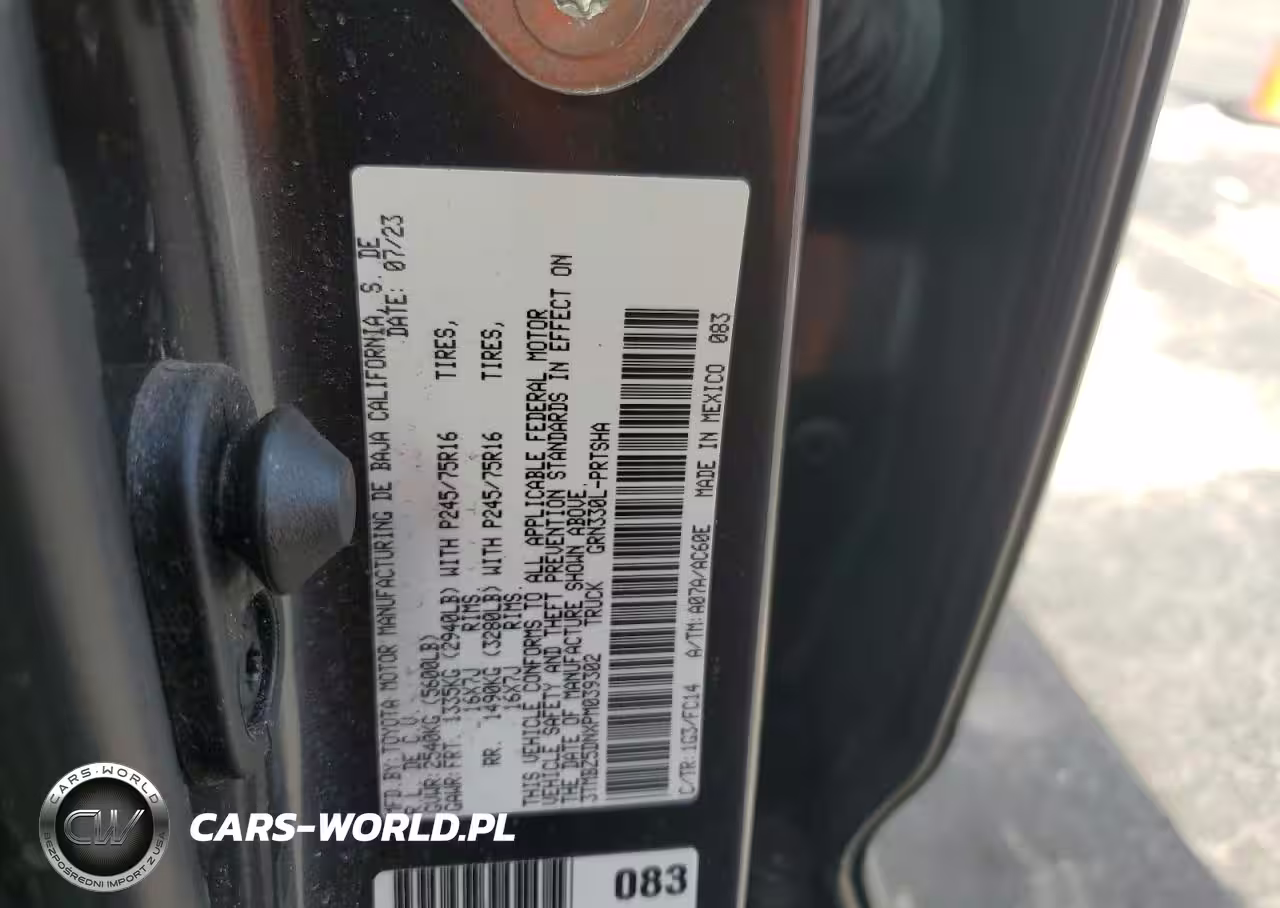 MFD.BY:TOYOTA MOTOR MANUFACTURING DE BAJA CALIFORNIA, S. DE
R.L. DE C.V. DATE: 07/23
GVWR:2540KG (5600LB)
GAWR:FRT. 1335KG (2940LB) WITH P245/75R16 TIRES,
16X7J RIMS.
RR. 1490KG (3280LB) WITH P245/75R16 TIRES,
16X7J RIMS.
THIS VEHICLE CONFORMS TO ALL APPLICABLE FEDERAL MOTOR
VEHICLE SAFETY AND THEFT PREVENTION STANDARDS IN EFFECT ON
THE DATE OF MANUFACTURE SHOWN ABOVE.
3TMBZ5DNXPM039302 TRUCK GRN330L-PRTSHA
C/TR:1G3/FC14 A/TM:A07A/AC60E MADE IN MEXICO 083
083
CARS-WORLD
CW
BEZPOŚREDNI IMPORT Z USA
CARS-WORLD.PL